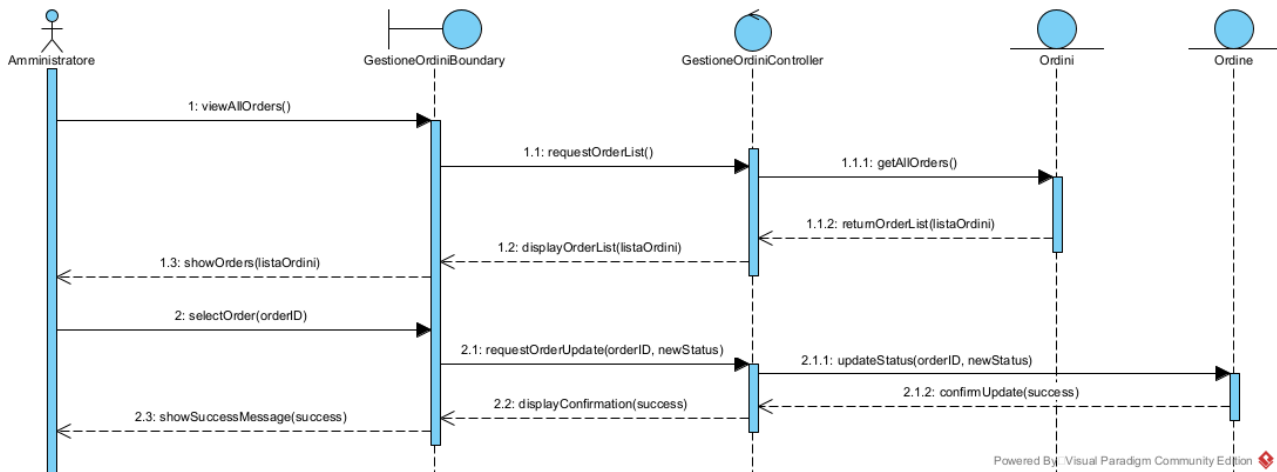 Amministratore
GestioneOrdiniBoundary
GestioneOrdiniController
Ordini
Ordine
1: viewAllOrders()
1.1: requestOrderList()
1.1.1: getAllOrders()
1.1.2: returnOrderList(listaOrdini)
1.2: displayOrderList(listaOrdini)
1.3: showOrders(listaOrdini)
2: selectOrder(orderID)
2.1: requestOrderUpdate(orderID, newStatus)
2.1.1: updateStatus(orderID, newStatus)
2.1.2: confirmUpdate(success)
2.2: displayConfirmation(success)
2.3: showSuccessMessage(success)
Powered By Visual Paradigm Community Edition